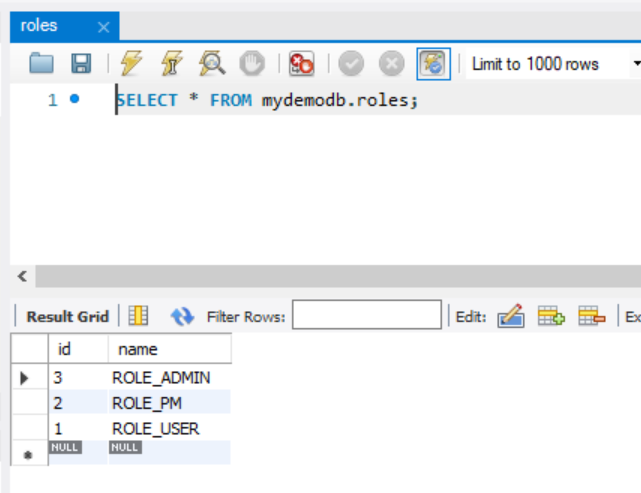 roles
Limit to 1000 rows
1 SELECT * FROM mydemodb.roles;
Result Grid Filter Rows: Edit: Ex
id name
3 ROLE_ADMIN
2 ROLE_PM
1 ROLE_USER
NULL NULL